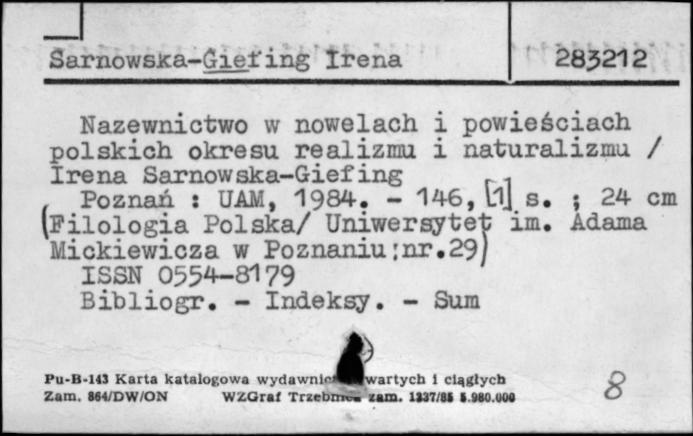 Sarnowska-Giefing Irena 283212
Nazewnictwo w nowelach i powieściach
polskich okresu realizmu i naturalizmu /
Irena Sarnowska-Giefing
Poznań : UAM, 1984. - 146, [1] s. ; 24 cm
(Filologia Polska/ Uniwersytet im. Adama
Mickiewicza w Poznaniu;nr.29)
ISSN 0554-8179
Bibliogr. - Indeksy. - Sum
Pu-B-143 Karta katalogowa wartych i ciągłych
Zam. 864/DW/ON WZGraf zam. 1337/85 5.980.000
8